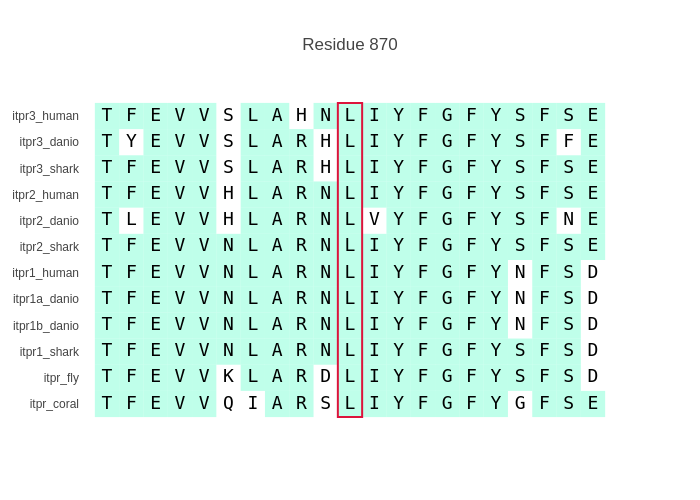 Residue 870
itpr3_human T F E V V S L A H N L I Y F G F Y S F S E
itpr3_danio T Y E V V S L A R H L I Y F G F Y S F F E
itpr3_shark T F E V V S L A R H L I Y F G F Y S F S E
itpr2_human T F E V V H L A R N L I Y F G F Y S F S E
itpr2_danio T L E V V H L A R N L V Y F G F Y S F N E
itpr2_shark T F E V V N L A R N L I Y F G F Y S F S E
itpr1_human T F E V V N L A R N L I Y F G F Y N F S D
itpr1a_danio T F E V V N L A R N L I Y F G F Y N F S D
itpr1b_danio T F E V V N L A R N L I Y F G F Y N F S D
itpr1_shark T F E V V N L A R N L I Y F G F Y S F S D
itpr_fly T F E V V K L A R D L I Y F G F Y S F S D
itpr_coral T F E V V Q I A R S L I Y F G F Y G F S E